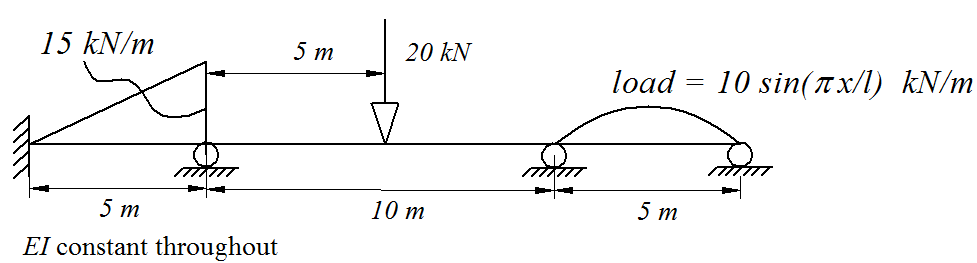 15 kN/m
5 m
20 kN
load = 10 sin(πx/l) kN/m
5 m
10 m
5 m
EI constant throughout